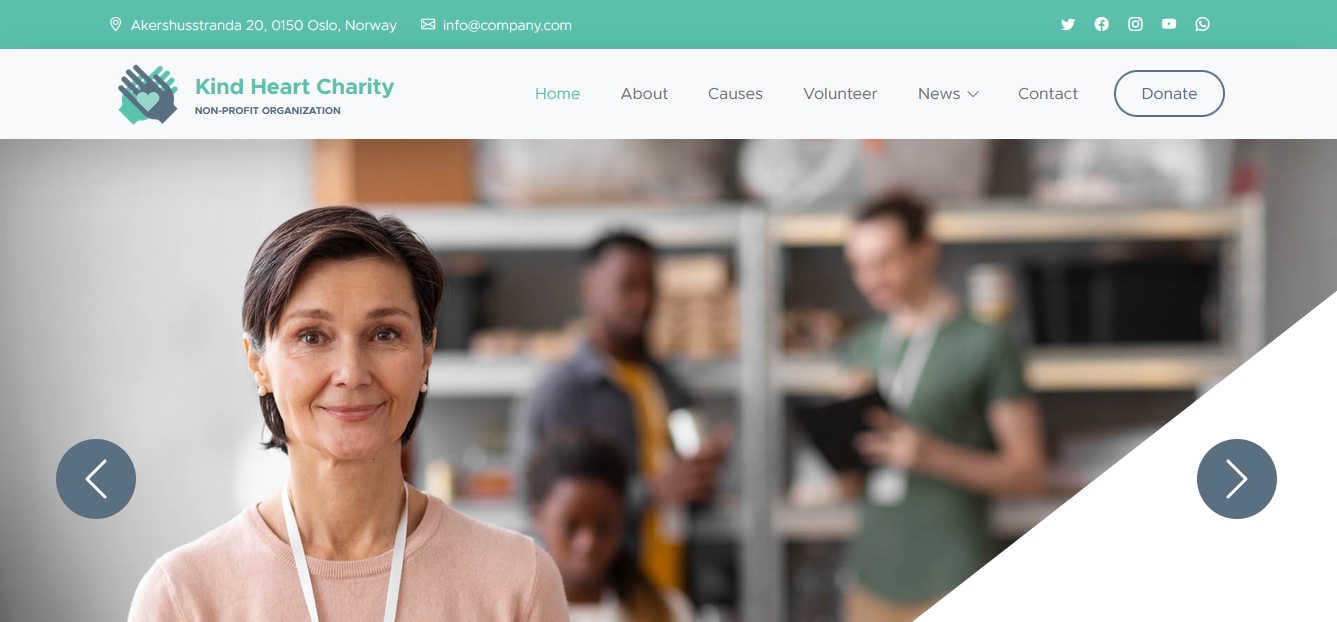 Akershusstranda 20, 0150 Oslo, Norway info@company.com
Kind Heart Charity
NON-PROFIT ORGANIZATION
Home About Causes Volunteer News Contact Donate